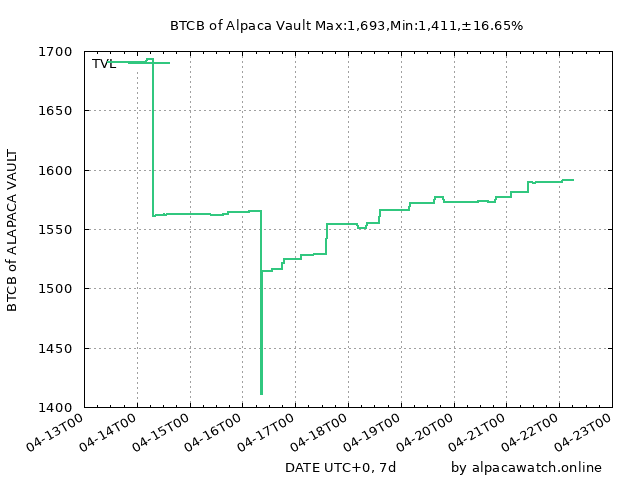 BTCB of Alpaca Vault Max:1,693,Min:1,411,±16.65%
TVL
BTCB of ALAPACA VAULT
1700
1650
1600
1550
1500
1450
1400
04-13T00
04-14T00
04-15T00
04-16T00
04-17T00
04-18T00
04-19T00
04-20T00
04-21T00
04-22T00
04-23T00
DATE UTC+0, 7d
by alpacawatch.online